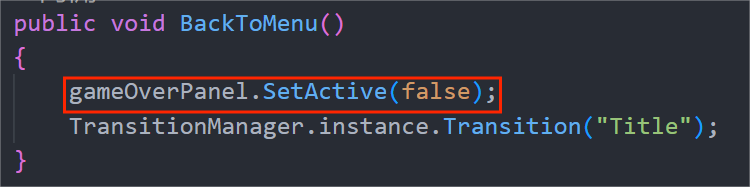 public void BackToMenu()
{
gameOverPanel.SetActive(false);
TransitionManager.instance.Transition("Title");
}